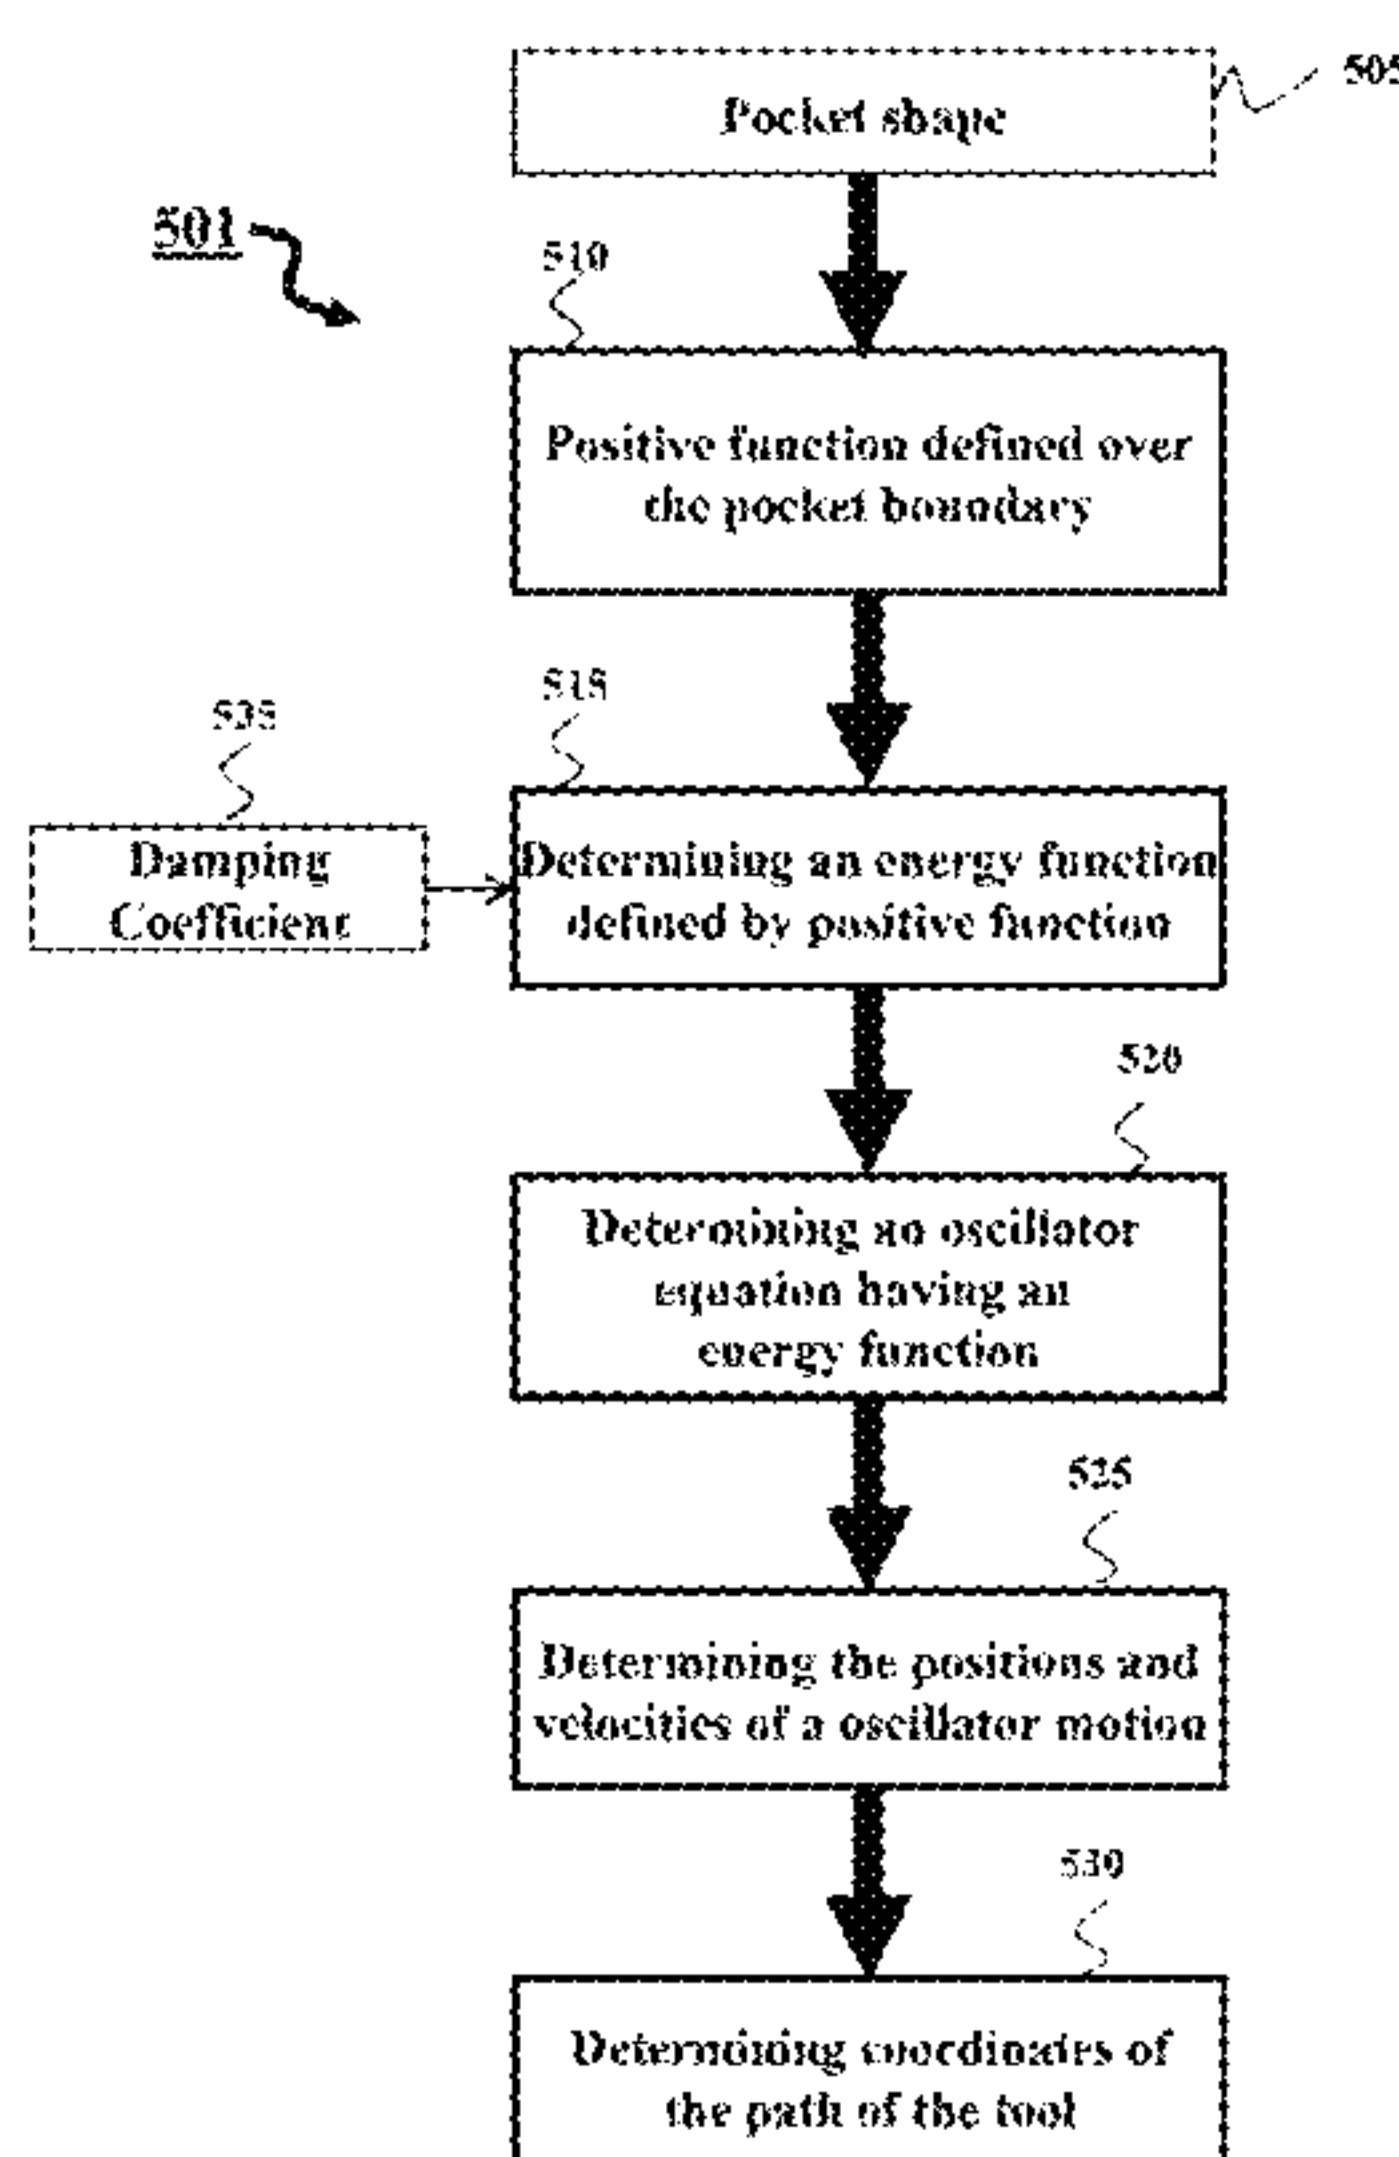 Pocket shape
505
501
510
Positive function defined over
the pocket boundary
515
535
Damping
Coefficient
Determining an energy function
defined by positive function
520
Determining an oscillator
equation having an
energy function
525
Determining the positions and
velocities of a oscillator motion
530
Determining coordinates of
the path of the tool